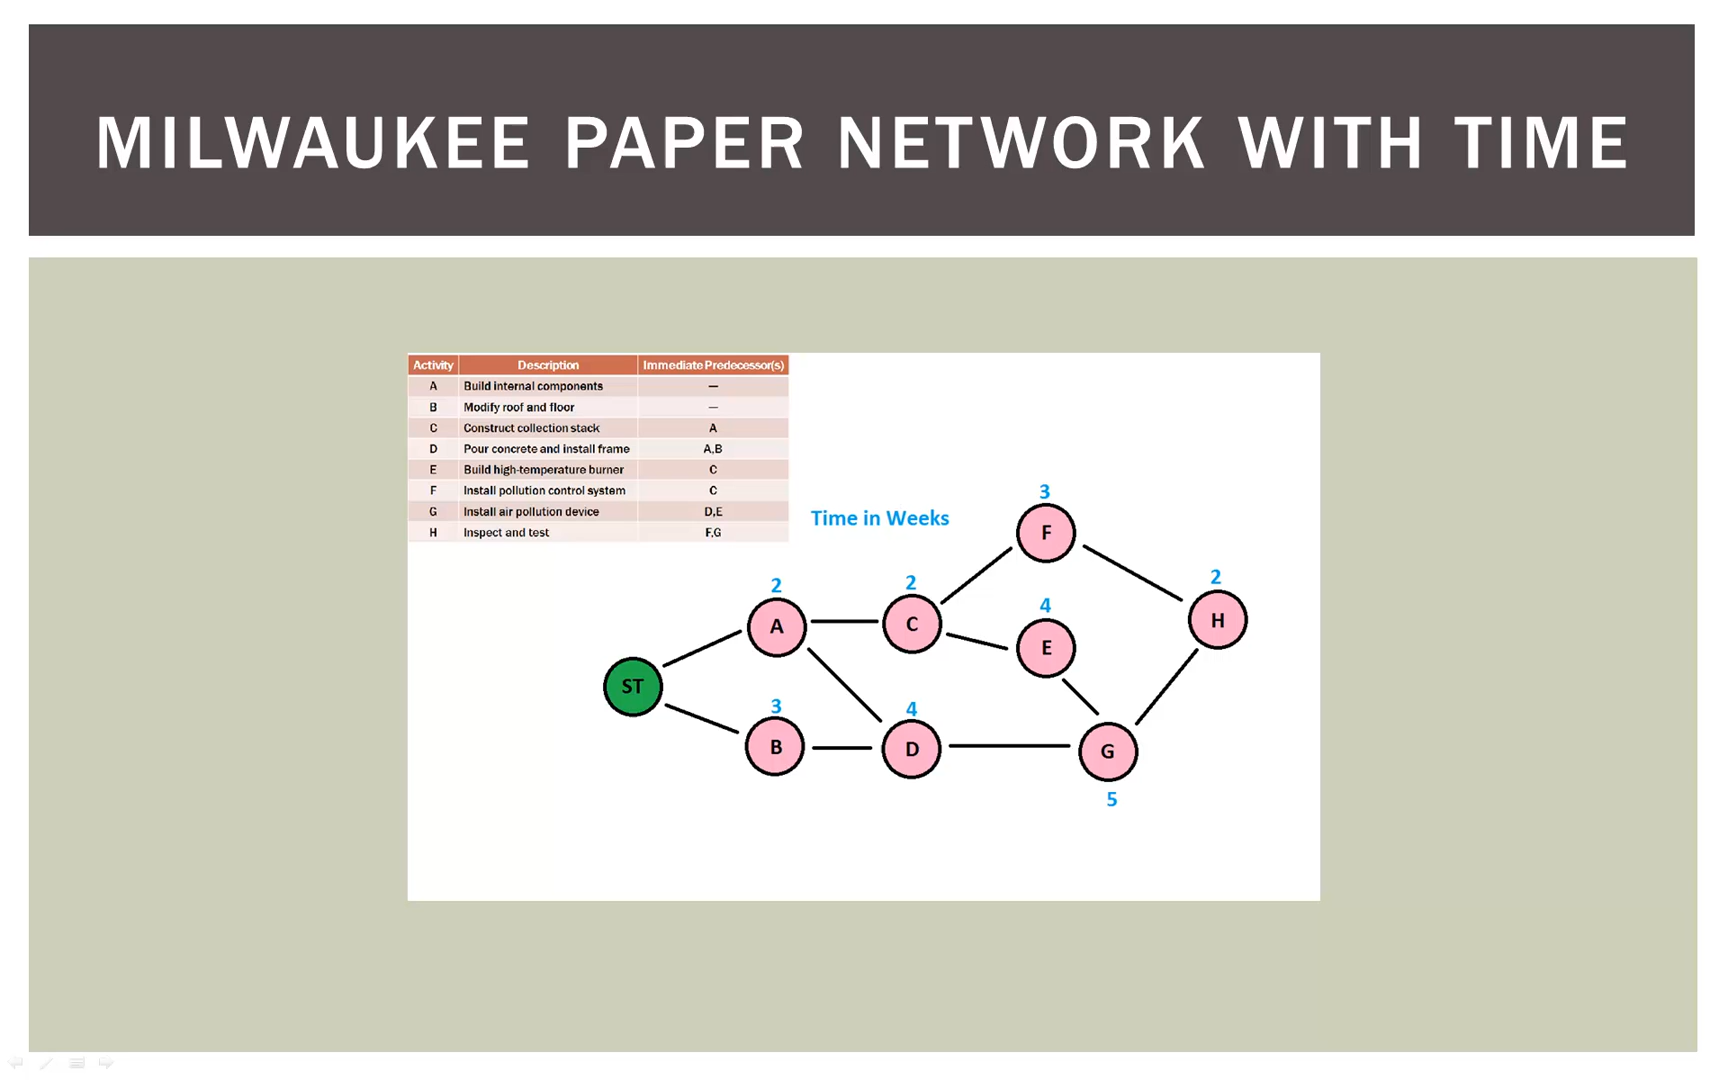 MILWAUKEE PAPER NETWORK WITH TIME
Activity Description Immediate Predecessor(s)
A Build internal components —
B Modify roof and floor —
C Construct collection stack A
D Pour concrete and install frame A,B
E Build high-temperature burner C
F Install pollution control system C
G Install air pollution device D,E
H Inspect and test F,G
Time in Weeks
3
F
2
A
2
C
4
E
2
H
ST
3
B
4
D
G
5